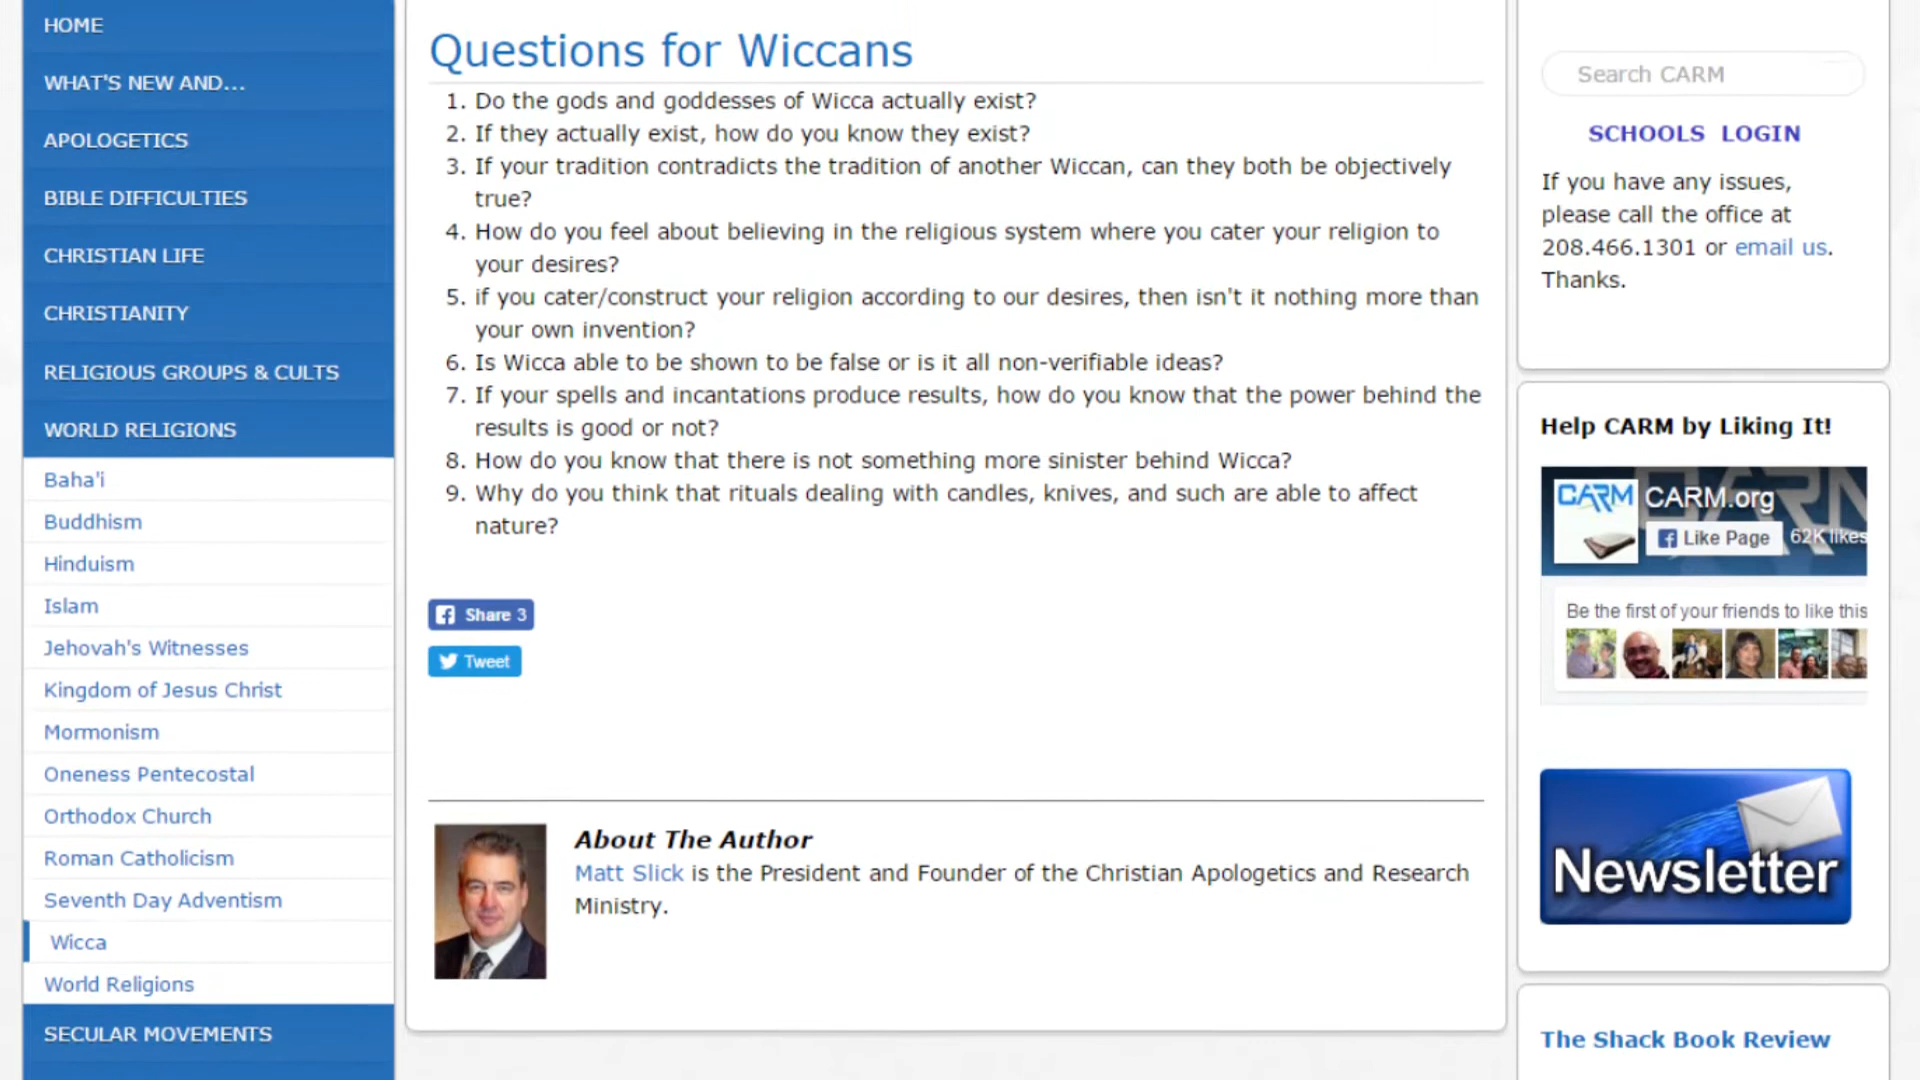 HOME
WHAT'S NEW AND...
APOLOGETICS
BIBLE DIFFICULTIES
CHRISTIAN LIFE
CHRISTIANITY
RELIGIOUS GROUPS & CULTS
WORLD RELIGIONS
Baha'i
Buddhism
Hinduism
Islam
Jehovah's Witnesses
Kingdom of Jesus Christ
Mormonism
Oneness Pentecostal
Orthodox Church
Roman Catholicism
Seventh Day Adventism
Wicca
World Religions
SECULAR MOVEMENTS
Questions for Wiccans
1. Do the gods and goddesses of Wicca actually exist?
2. If they actually exist, how do you know they exist?
3. If your tradition contradicts the tradition of another Wiccan, can they both be objectively
true?
4. How do you feel about believing in the religious system where you cater your religion to
your desires?
5. if you cater/construct your religion according to our desires, then isn't it nothing more than
your own invention?
6. Is Wicca able to be shown to be false or is it all non-verifiable ideas?
7. If your spells and incantations produce results, how do you know that the power behind the
results is good or not?
8. How do you know that there is not something more sinister behind Wicca?
9. Why do you think that rituals dealing with candles, knives, and such are able to affect
nature?
Share 3
Tweet
About The Author
Matt Slick is the President and Founder of the Christian Apologetics and Research
Ministry.
Search CARM
SCHOOLS LOGIN
If you have any issues,
please call the office at
208.466.1301 or email us.
Thanks.
Help CARM by Liking It!
CARM
CARM.org
Like Page
62K likes
Be the first of your friends to like this
Newsletter
The Shack Book Review